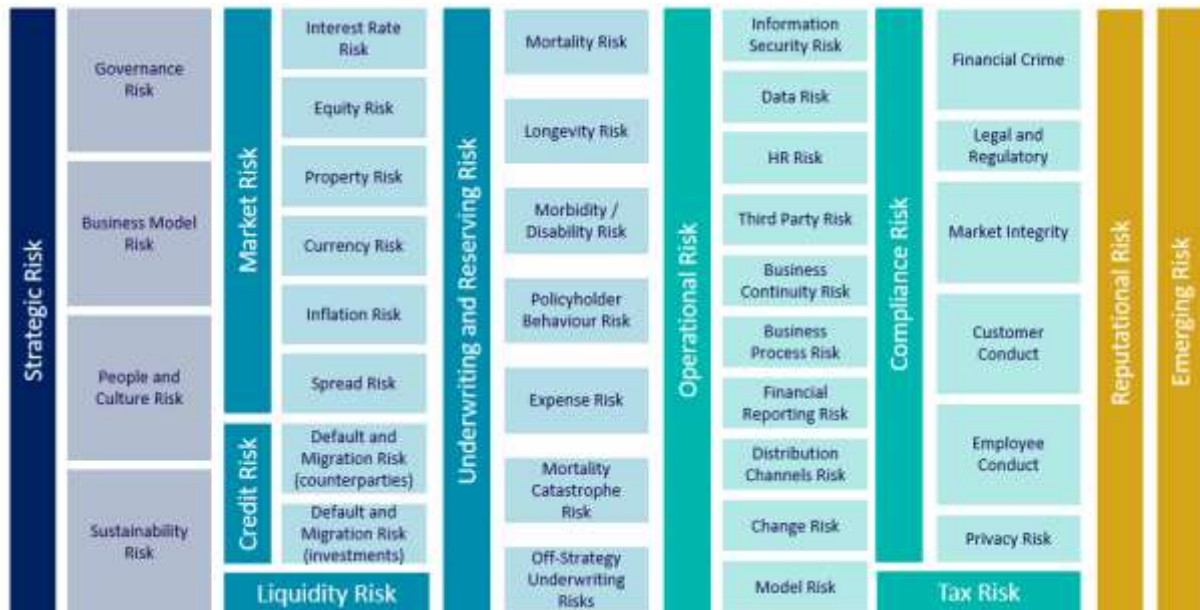 Strategic Risk
Governance
Risk
Business Model
Risk
People and
Culture Risk
Sustainability
Risk
Market Risk
Interest Rate
Risk
Equity Risk
Property Risk
Currency Risk
Inflation Risk
Spread Risk
Credit Risk
Default and
Migration Risk
(counterparties)
Default and
Migration Risk
(investments)
Liquidity Risk
Underwriting and Reserving Risk
Mortality Risk
Longevity Risk
Morbidity /
Disability Risk
Policyholder
Behaviour Risk
Expense Risk
Mortality
Catastrophe
Risk
Off-Strategy
Underwriting
Risks
Operational Risk
Information
Security Risk
Data Risk
HR Risk
Third Party Risk
Business
Continuity Risk
Business
Process Risk
Financial
Reporting Risk
Distribution
Channels Risk
Change Risk
Model Risk
Compliance Risk
Financial Crime
Legal and
Regulatory
Market Integrity
Customer
Conduct
Employee
Conduct
Privacy Risk
Tax Risk
Reputational Risk
Emerging Risk